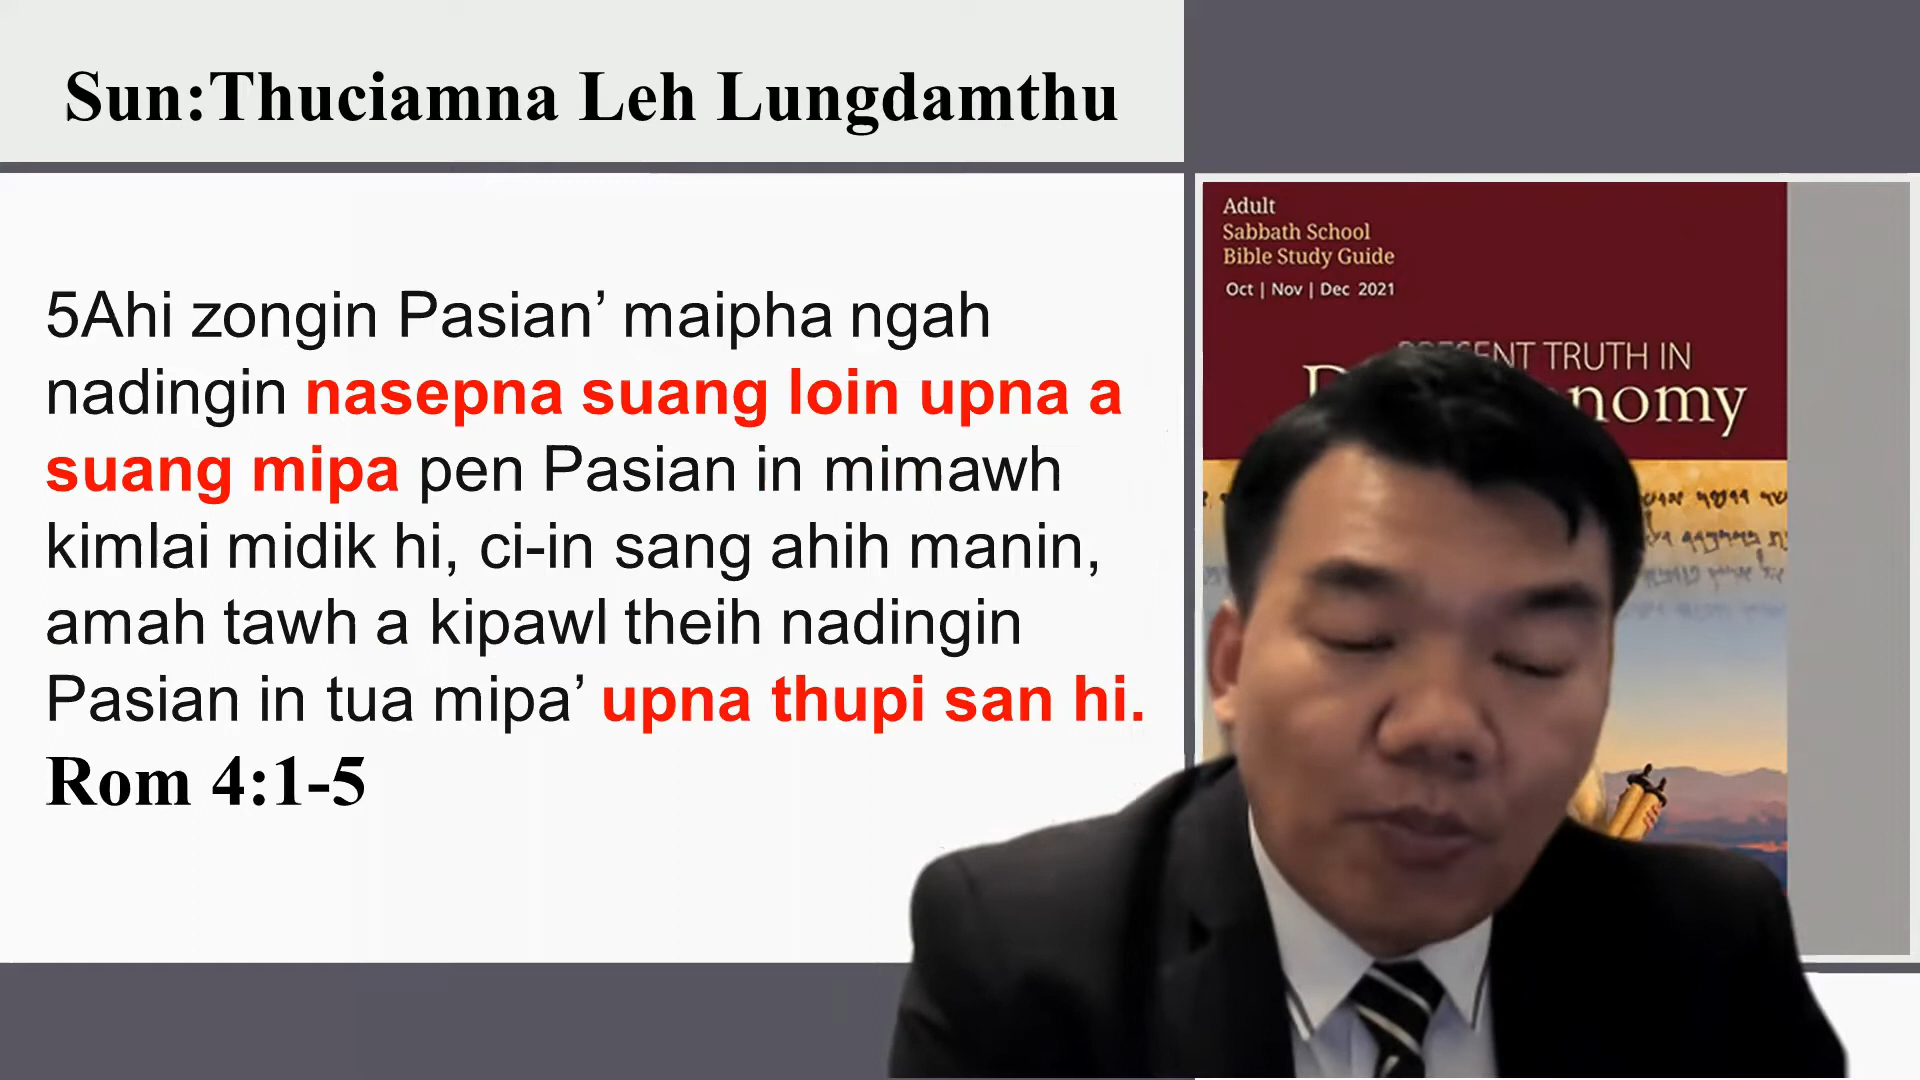 Sun:Thuciamna Leh Lungdamthu
5Ahi zongin Pasian’ maipha ngah
nadingin nasepna suang loin upna a
suang mipa pen Pasian in mimawh
kimlai midik hi, ci-in sang ahih manin,
amah tawh a kipawl theih nadingin
Pasian in tua mipa’ upna thupi san hi.
Rom 4:1-5
Adult
Sabbath School
Bible Study Guide
Oct | Nov | Dec 2021
TRUTH IN